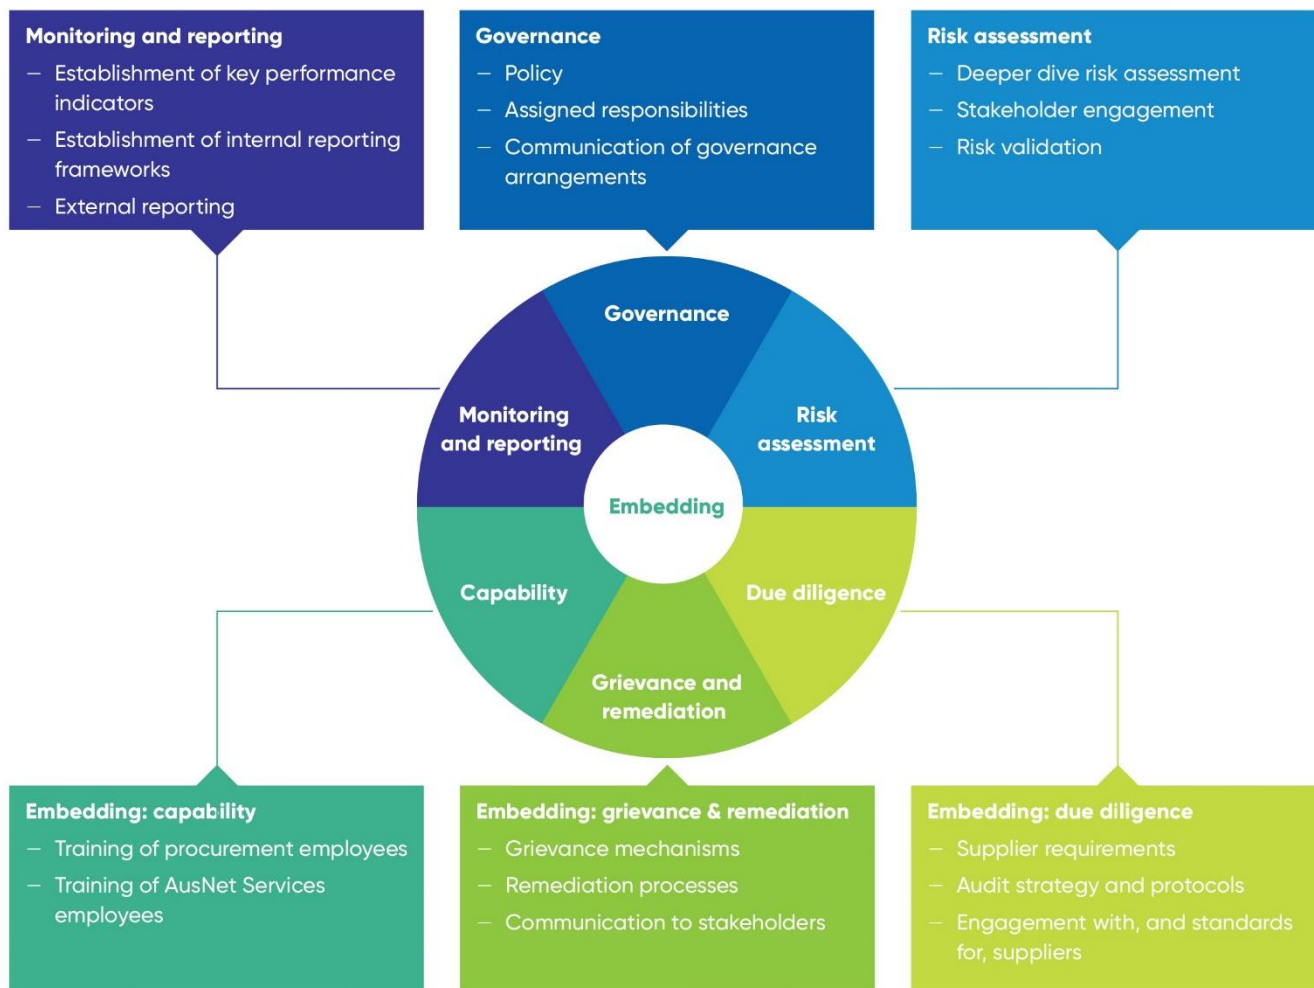 Monitoring and reporting
— Establishment of key performance
indicators
— Establishment of internal reporting
frameworks
— External reporting
Governance
— Policy
— Assigned responsibilities
— Communication of governance
arrangements
Risk assessment
— Deeper dive risk assessment
— Stakeholder engagement
— Risk validation
Governance
Monitoring
and reporting
Risk
assessment
Embedding
Capability
Due diligence
Grievance and
remediation
Embedding: capability
— Training of procurement employees
— Training of AusNet Services
employees
Embedding: grievance & remediation
— Grievance mechanisms
— Remediation processes
— Communication to stakeholders
Embedding: due diligence
— Supplier requirements
— Audit strategy and protocols
— Engagement with, and standards
for, suppliers